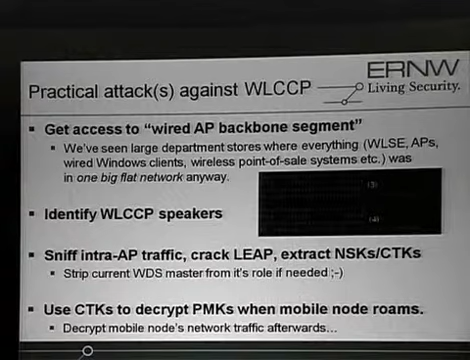 ERNW
Living Security.
Practical attack(s) against WLCCP
Get access to “wired AP backbone segment”
We've seen large department stores where everything (WLSE, APs,
wired Windows clients, wireless point-of-sale systems etc.) was
in one big flat network anyway.
(3)
(4)
Identify WLCCP speakers
Sniff intra-AP traffic, crack LEAP, extract NSKs/CTKs
Strip current WDS master from it's role if needed ;-)
Use CTKs to decrypt PMKs when mobile node roams.
Decrypt mobile node's network traffic afterwards…